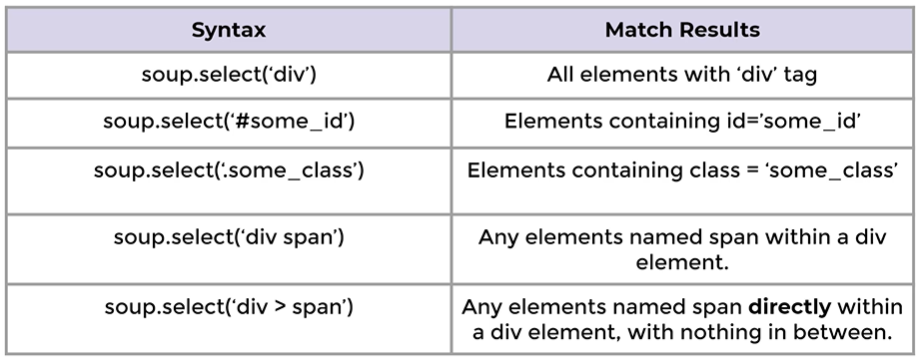 Syntax
Match Results
soup.select(‘div’)
All elements with ‘div’ tag
soup.select(‘#some_id’)
Elements containing id=’some_id’
soup.select(‘.some_class’)
Elements containing class = ‘some_class’
soup.select(‘div span’)
Any elements named span within a div
element.
soup.select(‘div > span’)
Any elements named span directly within
a div element, with nothing in between.